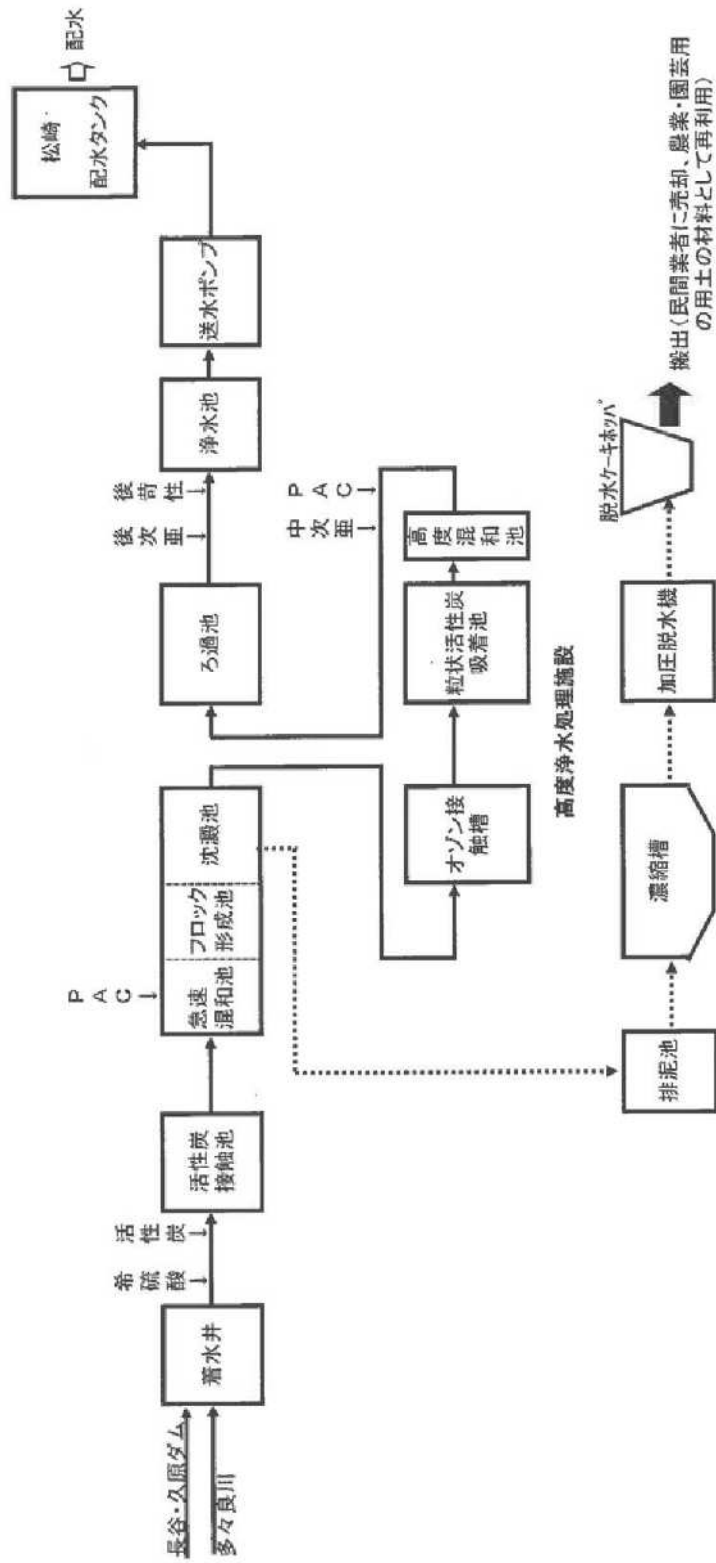 長谷・久原ダム
多々良川
着水井
希硫酸
↓
活性炭
↓
活性炭
接触池
PAC
↓
急速
混和池
フロック
形成池
沈澱池
オゾン接
触槽
粒状活性炭
吸着池
高度
混和
池
高度浄水処理施設
中次亜
↓
PAC
↓
ろ過池
後次亜
↓
後苛性
↓
浄水池
送水ポンプ
松崎・
配水タンク
配水
排泥池
濃縮槽
加圧脱水機
脱水ケーキホッパ
搬出(民間業者に売却、農業・園芸用
の用土の材料として再利用)